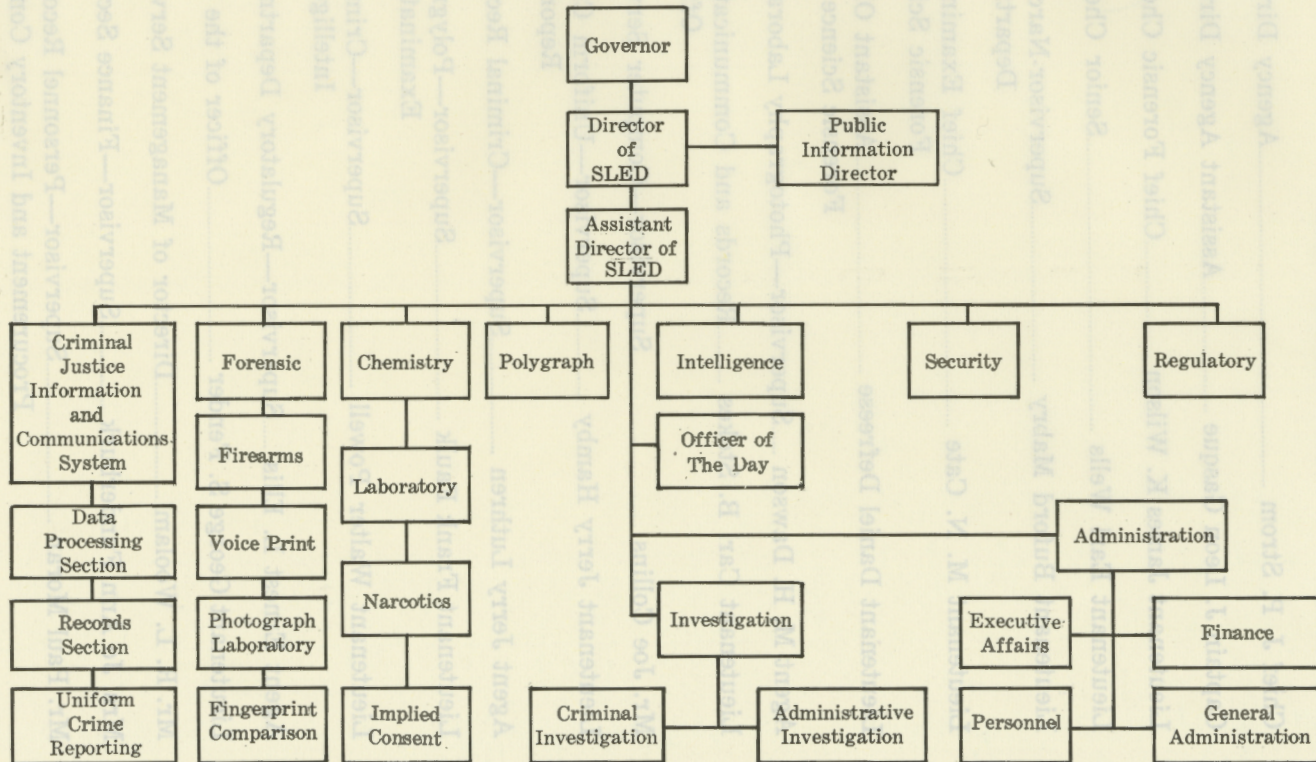 Governor
Director
of
SLED
Public
Information
Director
Assistant
Director of
SLED
Criminal
Justice
Information
and
Communications
System
Forensic
Chemistry
Polygraph
Intelligence
Security
Regulatory
Firearms
Laboratory
Officer of
The Day
Data
Processing
Section
Voice Print
Narcotics
Administration
Records
Section
Photograph
Laboratory
Investigation
Executive
Affairs
Finance
Uniform
Crime
Reporting
Fingerprint
Comparison
Implied
Consent
Criminal
Investigation
Administrative
Investigation
Personnel
General
Administration